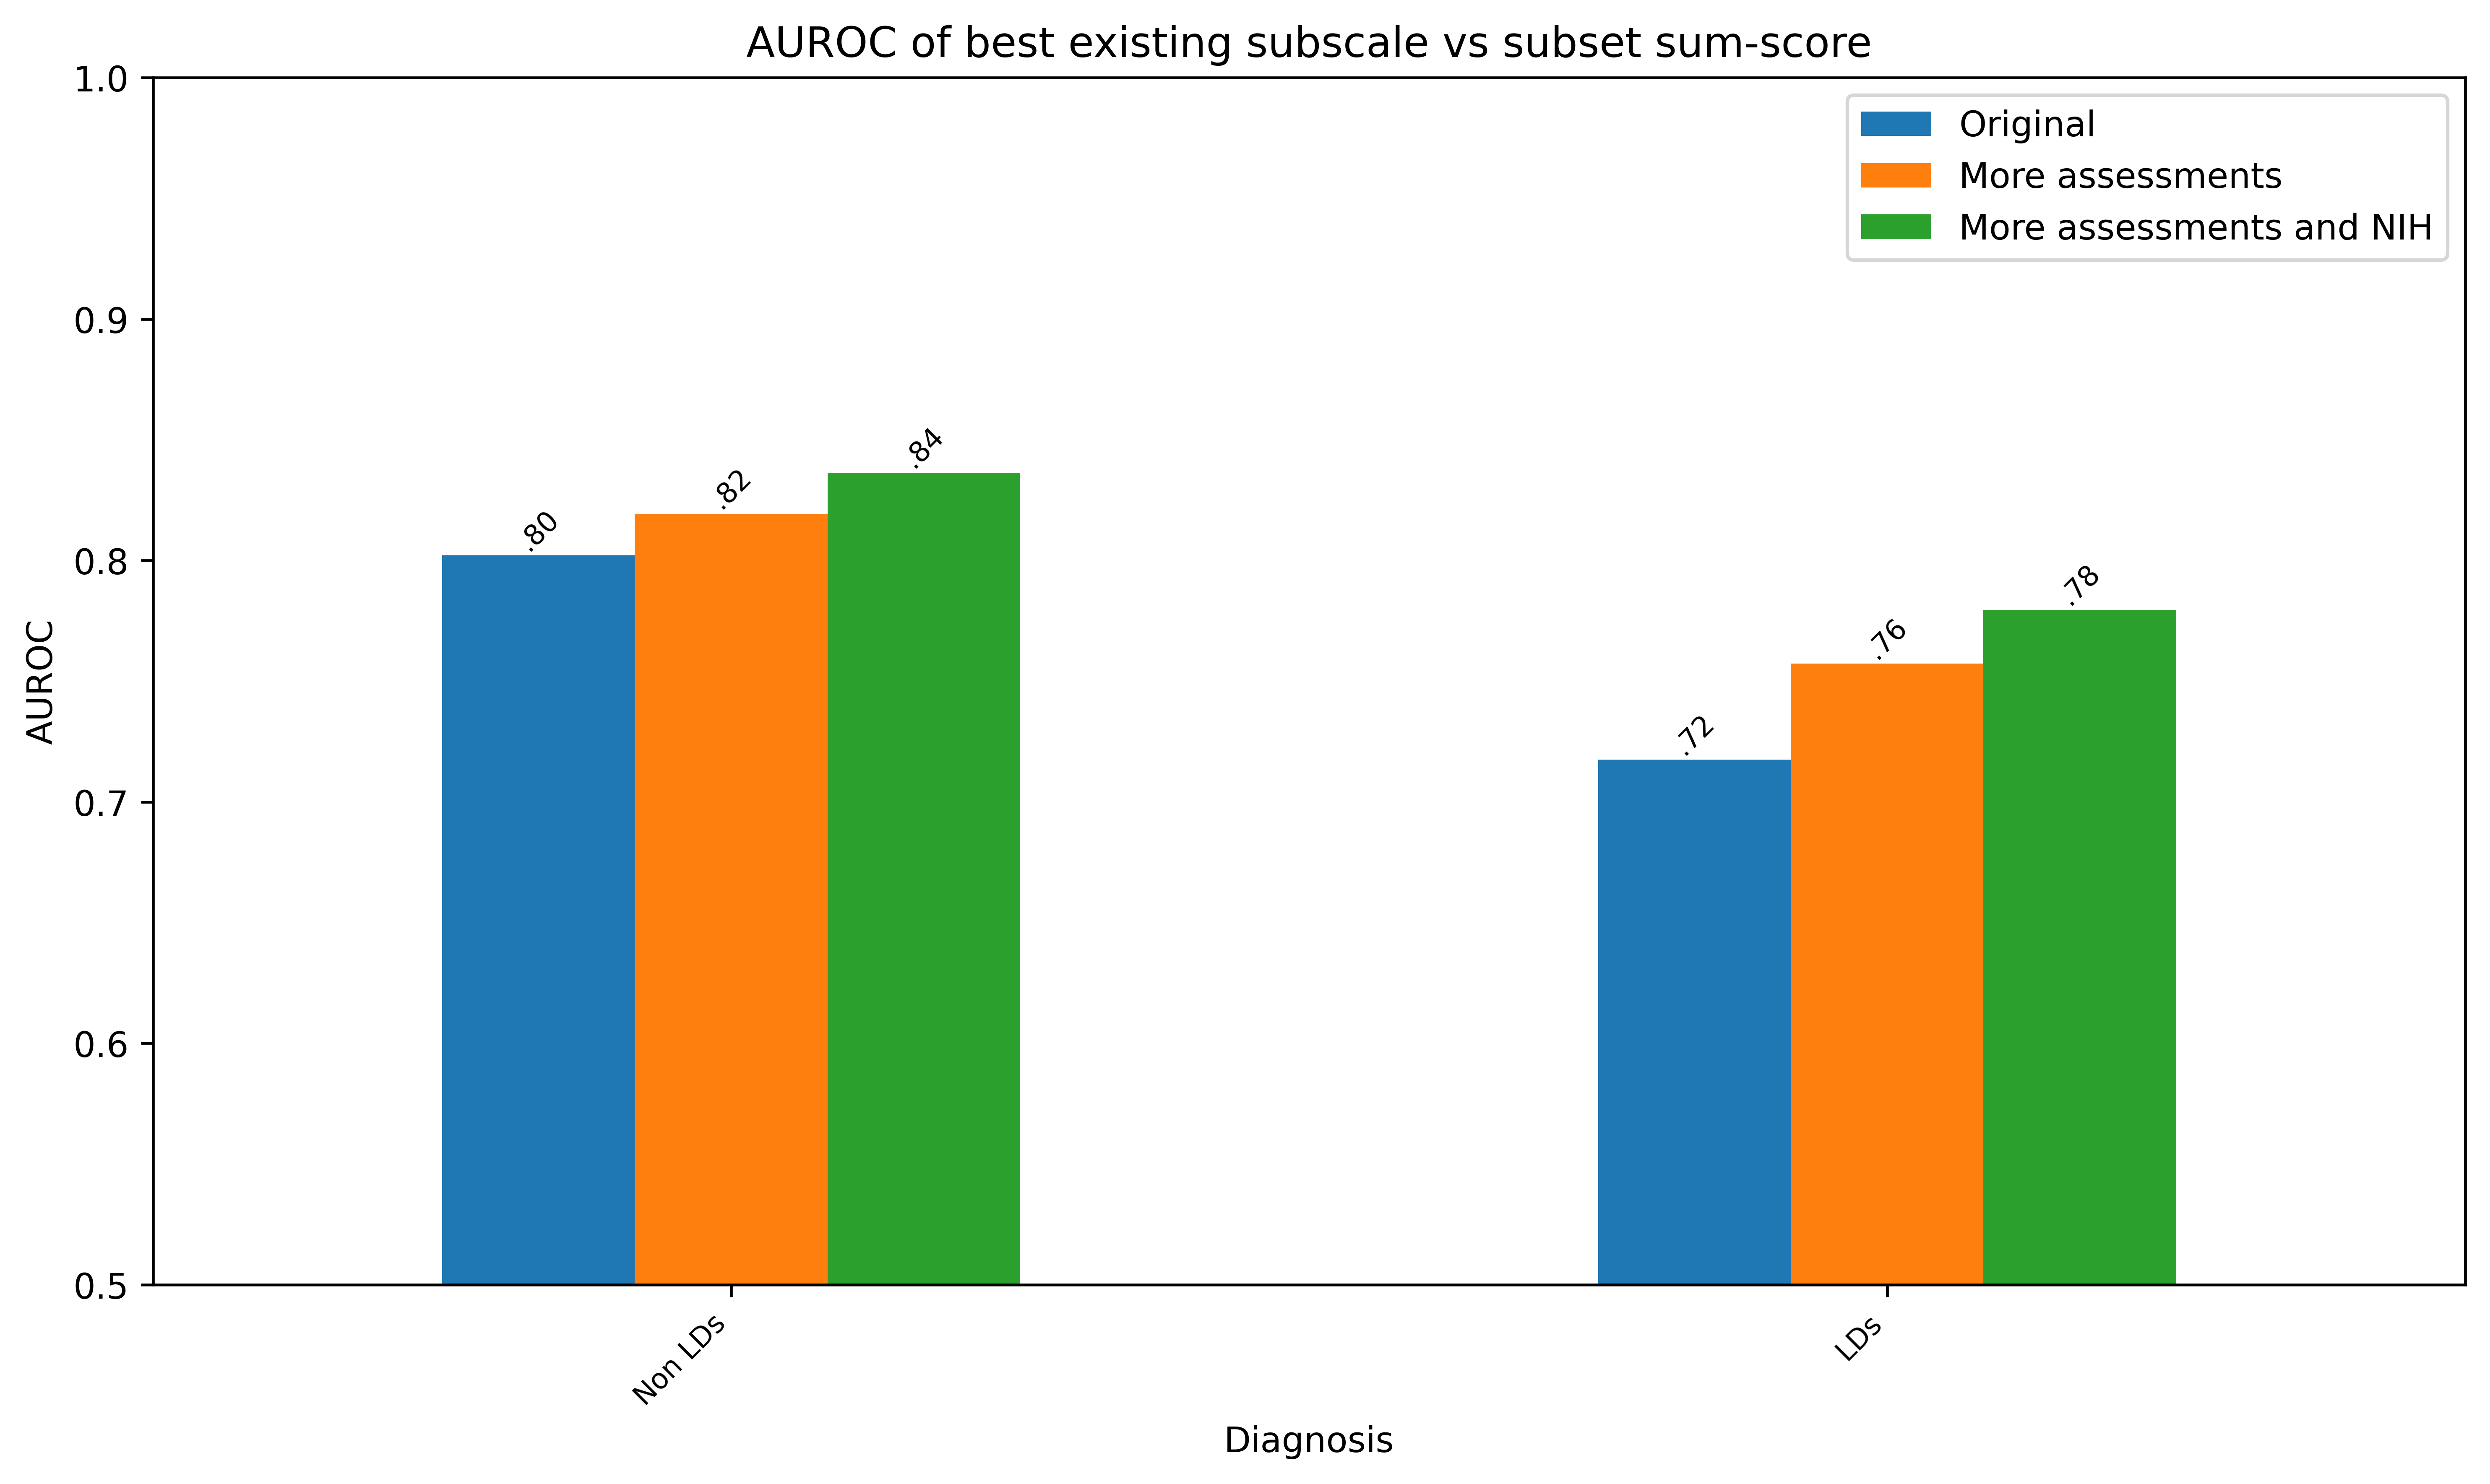 AUROC of best existing subscale vs subset sum-score
1.0
0.9
0.8
0.7
0.6
0.5
AUROC
Original
More assessments
More assessments and NIH
.80
.82
.84
.72
.76
.78
Non LDs
LDs
Diagnosis